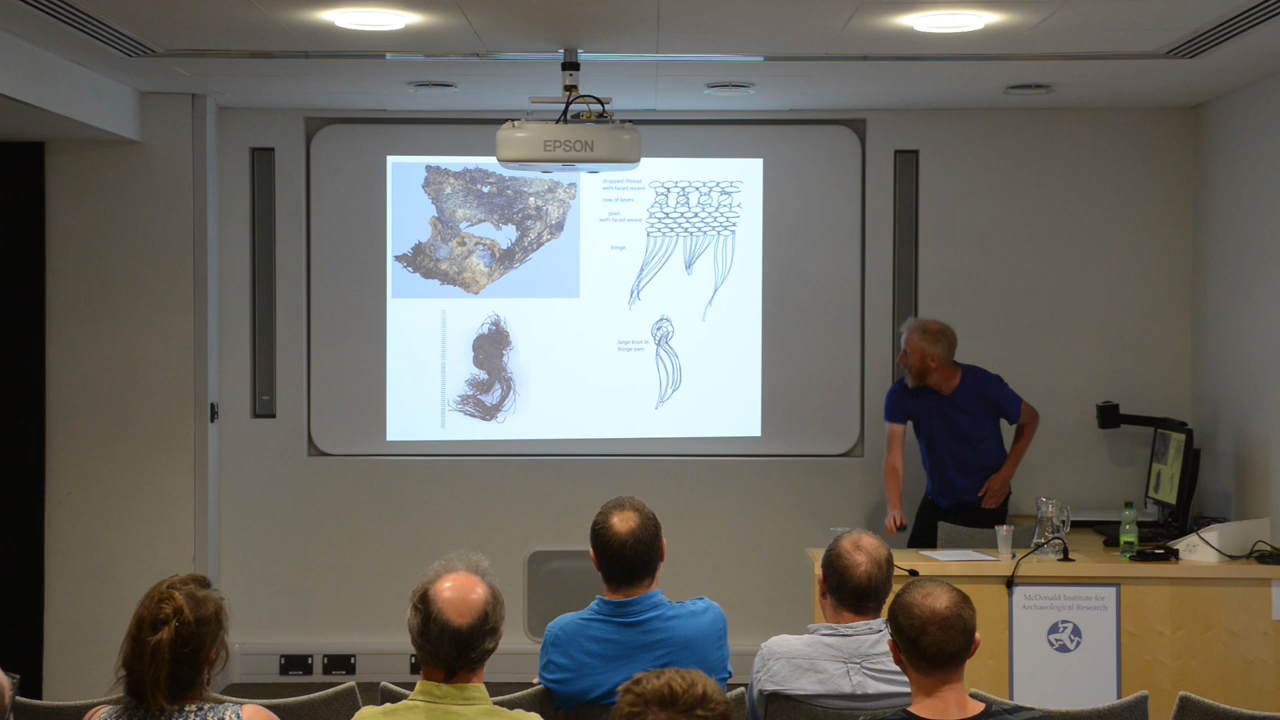 EPSON
dropped-thread
weft-faced weave
row of knots
plain
weft-faced weave
fringe
large knot in
fringe yarn
McDonald Institute for
Archaeological Research